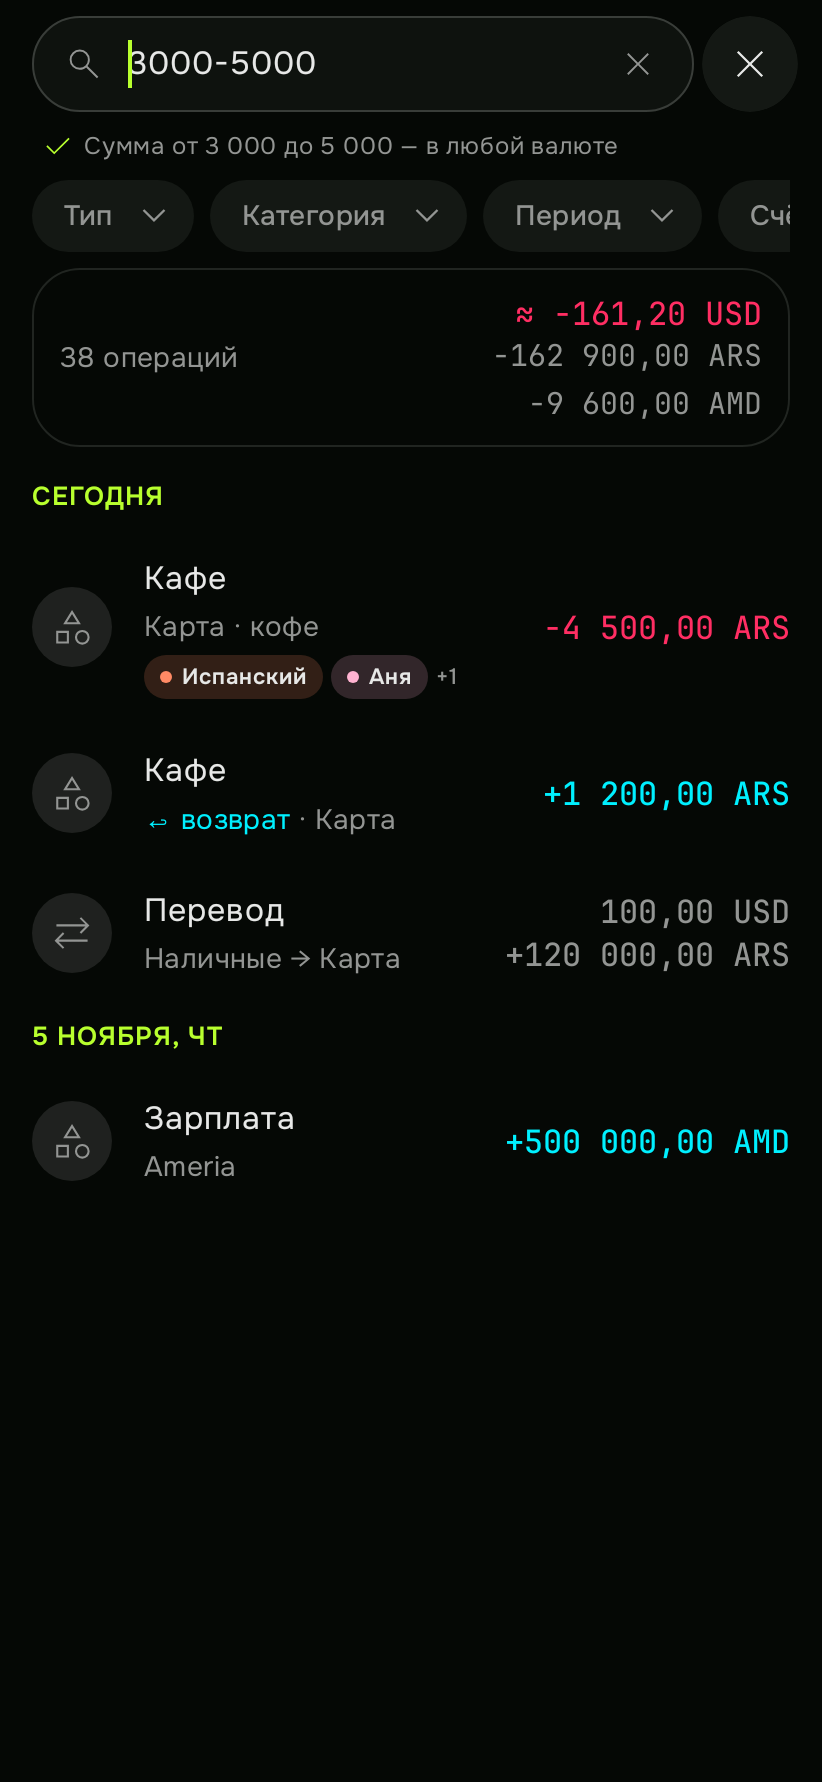 3000-5000
Сумма от 3 000 до 5 000 — в любой валюте
Тип Категория Период Счё
≈ -161,20 USD
38 операций
-162 900,00 ARS
-9 600,00 AMD
СЕГОДНЯ
Кафе
Карта · кофе
-4 500,00 ARS
Испанский Аня +1
Кафе
↩ возврат · Карта
+1 200,00 ARS
Перевод
Наличные → Карта
100,00 USD
+120 000,00 ARS
5 НОЯБРЯ, ЧТ
Зарплата
Ameria
+500 000,00 AMD